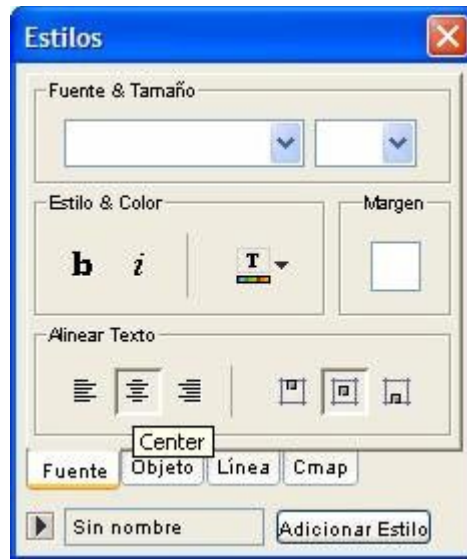 Estilos
Fuente & Tamaño
Estilo & Color
Margen
b i T
Alinear Texto
Center
Fuente Objeto Línea Cmap
Sin nombre Adicionar Estilo